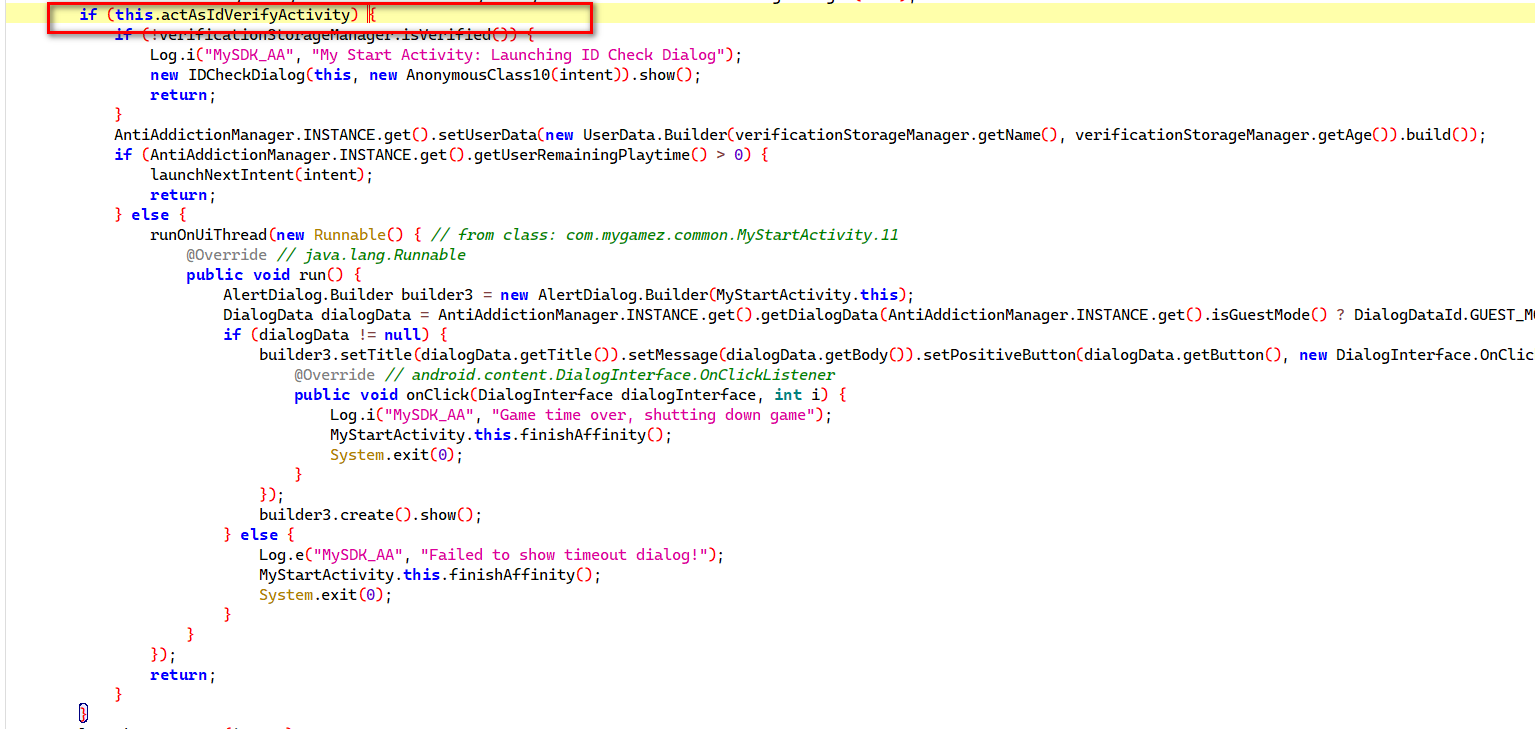 if (this.actAsIdVerifyActivity) {
if (!verificationStorageManager.isVerified()) {
Log.i("MySDK_AA", "My Start Activity: Launching ID Check Dialog");
new IDCheckDialog(this, new AnonymousClass10(intent)).show();
return;
}
AntiAddictionManager.INSTANCE.get().setUserData(new UserData.Builder(verificationStorageManager.getName(), verificationStorageManager.getAge()).build());
if (AntiAddictionManager.INSTANCE.get().getUserRemainingPlaytime() > 0) {
launchNextIntent(intent);
return;
} else {
runOnUiThread(new Runnable() { // from class: com.mygamez.common.MyStartActivity.11
@Override // java.lang.Runnable
public void run() {
AlertDialog.Builder builder3 = new AlertDialog.Builder(MyStartActivity.this);
DialogData dialogData = AntiAddictionManager.INSTANCE.get().getDialogData(AntiAddictionManager.INSTANCE.get().isGuestMode() ? DialogDataId.GUEST_M
if (dialogData != null) {
builder3.setTitle(dialogData.getTitle()).setMessage(dialogData.getBody()).setPositiveButton(dialogData.getButton(), new DialogInterface.OnClic
@Override // android.content.DialogInterface.OnClickListener
public void onClick(DialogInterface dialogInterface, int i) {
Log.i("MySDK_AA", "Game time over, shutting down game");
MyStartActivity.this.finishAffinity();
System.exit(0);
}
});
builder3.create().show();
} else {
Log.e("MySDK_AA", "Failed to show timeout dialog!");
MyStartActivity.this.finishAffinity();
System.exit(0);
}
}
});
return;
}
}